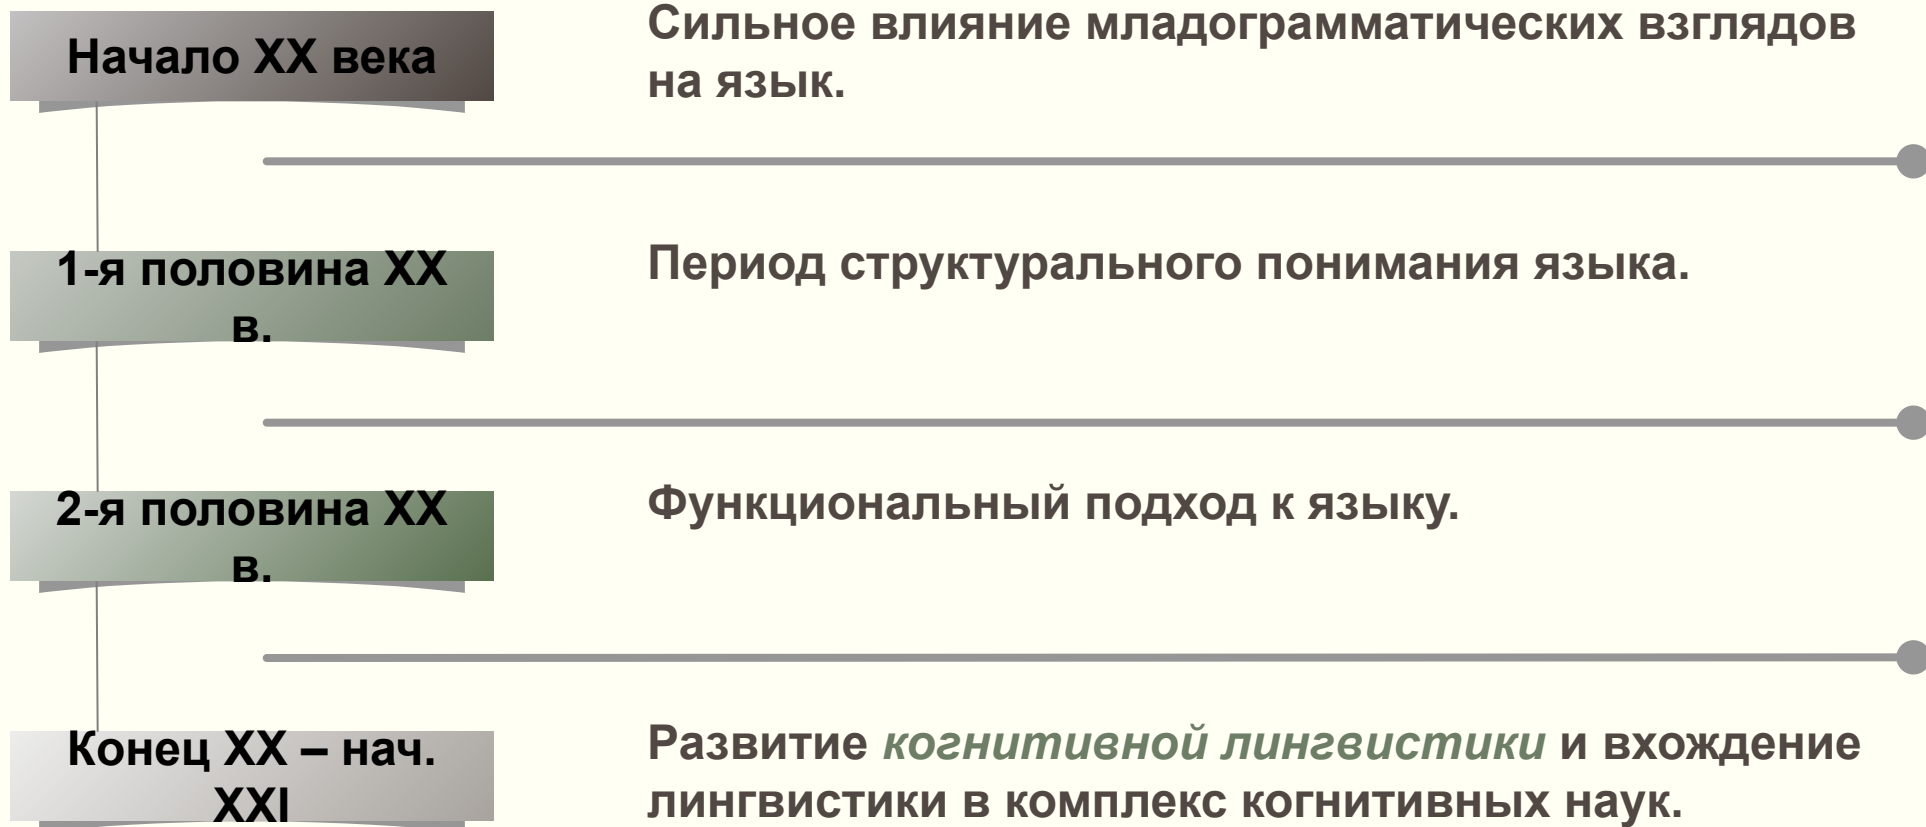 Начало XX века
Сильное влияние младограмматических взглядов
на язык.
1-я половина XX
в.
Период структурального понимания языка.
2-я половина XX
в.
Функциональный подход к языку.
Конец XX – нач.
XXI
Развитие когнитивной лингвистики и вхождение
лингвистики в комплекс когнитивных наук.